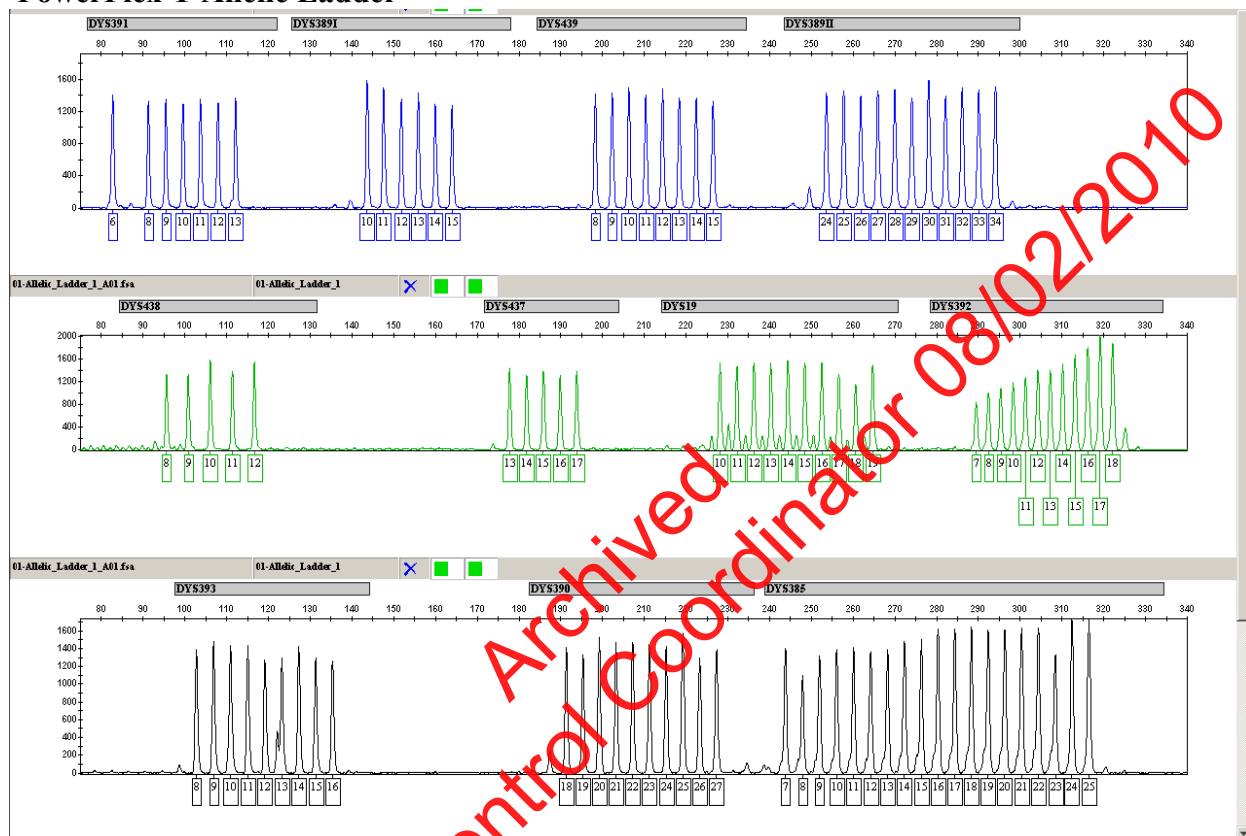 PowerPlex Y Allelic Ladder
DYS391 DYS389I DYS439 DYS389II
80 90 100 110 120 130 140 150 160 170 180 190 200 210 220 230 240 250 260 270 280 290 300 310 320 330 340
1600
1200
800
400
0
6 8 9 10 11 12 13 10 11 12 13 14 15 8 9 10 11 12 13 14 15 24 25 26 27 28 29 30 31 32 33 34
01-Allelic_Ladder_1_A01.fsa 01-Allelic_Ladder_1
DYS438 DYS437 DYS19 DYS392
80 90 100 110 120 130 140 150 160 170 180 190 200 210 220 230 240 250 260 270 280 290 300 310 320 330 340
2000
1600
1200
800
400
0
8 9 10 11 12 13 14 15 16 17 10 11 12 13 14 15 16 17 18 19 7 8 9 10 12 14 16 18
11 13 15 17
01-Allelic_Ladder_1_A01.fsa 01-Allelic_Ladder_1
DYS393 DYS390 DYS385
80 90 100 110 120 130 140 150 160 170 180 190 200 210 220 230 240 250 260 270 280 290 300 310 320 330 340
1600
1400
1200
1000
800
600
400
200
0
8 9 10 11 12 13 14 15 16 18 19 20 21 22 23 24 25 26 27 7 8 9 10 11 12 13 14 15 16 17 18 19 20 21 22 23 24 25
Archived
Control Coordinator 08/02/2010